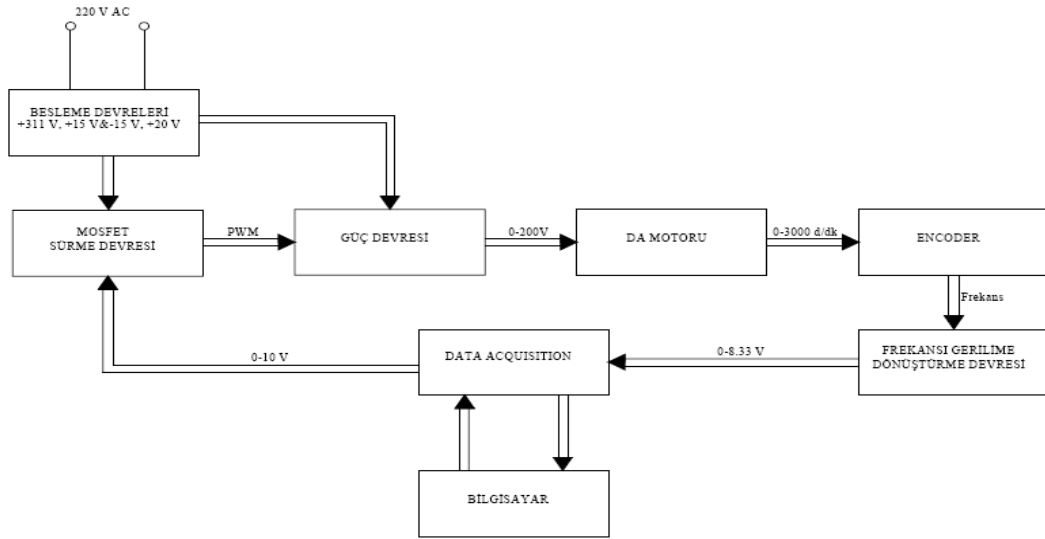 220 V AC
BESLEME DEVRELERİ
+311 V, +15 V&-15 V, +20 V
MOSFET
SÜRME DEVRESİ
PWM
GÜÇ DEVRESİ
0-200V
DA MOTORU
0-3000 d/dk
ENCODER
Frekans
FREKANSI GERİLİME
DÖNÜŞTÜRME DEVRESİ
0-8.33 V
DATA ACQUISITION
0-10 V
BİLGİSAYAR